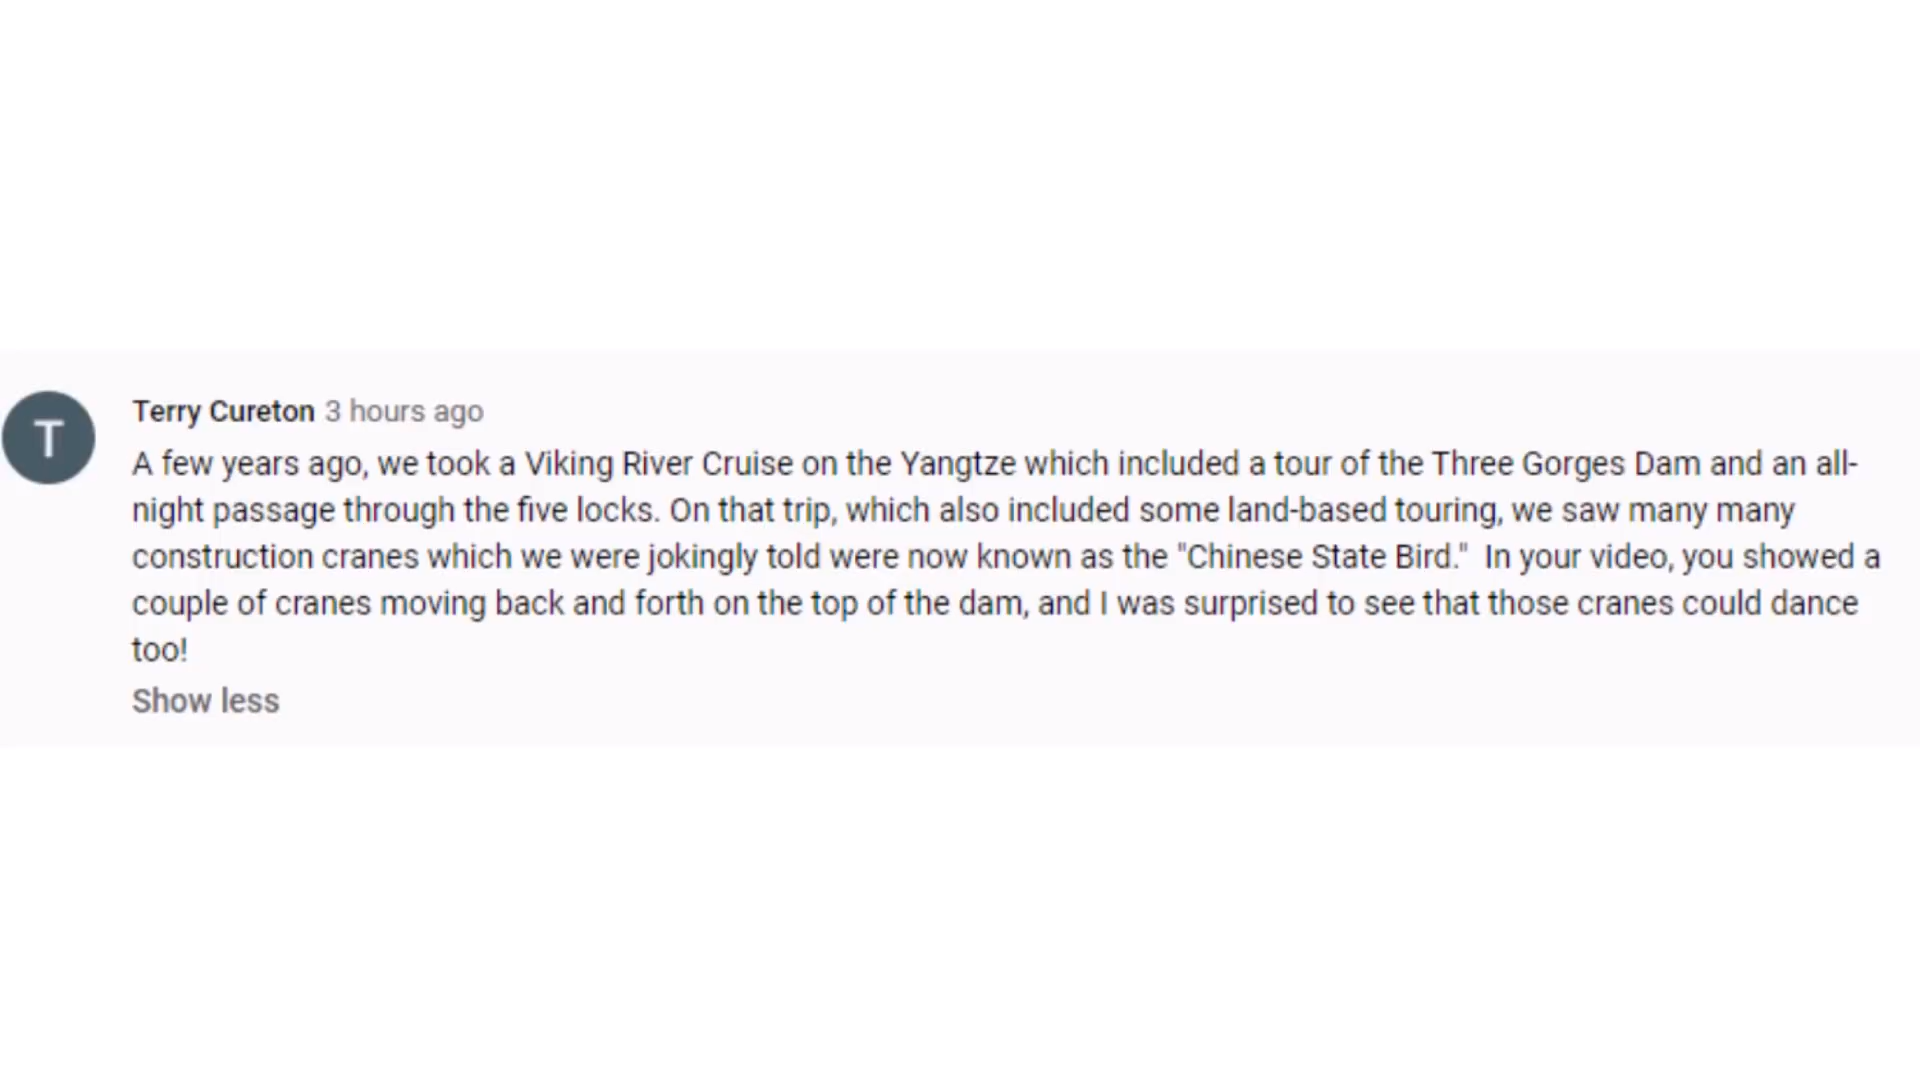 T
Terry Cureton 3 hours ago
A few years ago, we took a Viking River Cruise on the Yangtze which included a tour of the Three Gorges Dam and an all-
night passage through the five locks. On that trip, which also included some land-based touring, we saw many many
construction cranes which we were jokingly told were now known as the "Chinese State Bird."  In your video, you showed a
couple of cranes moving back and forth on the top of the dam, and I was surprised to see that those cranes could dance
too!
Show less